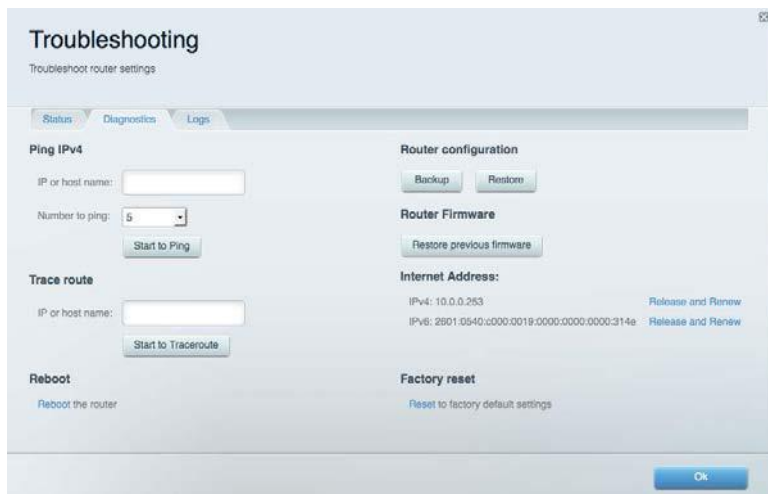 Troubleshooting
Troubleshoot router settings
Status
Diagnostics
Logs
Ping IPv4
IP or host name:
Number to ping: 5
Start to Ping
Trace route
IP or host name:
Start to Traceroute
Reboot
Reboot the router
Router configuration
Backup
Restore
Router Firmware
Restore previous firmware
Internet Address:
IPv4: 10.0.0.253 Release and Renew
IPv6: 2601:0540:c000:0019:0000:0000:0000:314e Release and Renew
Factory reset
Reset to factory default settings
Ok